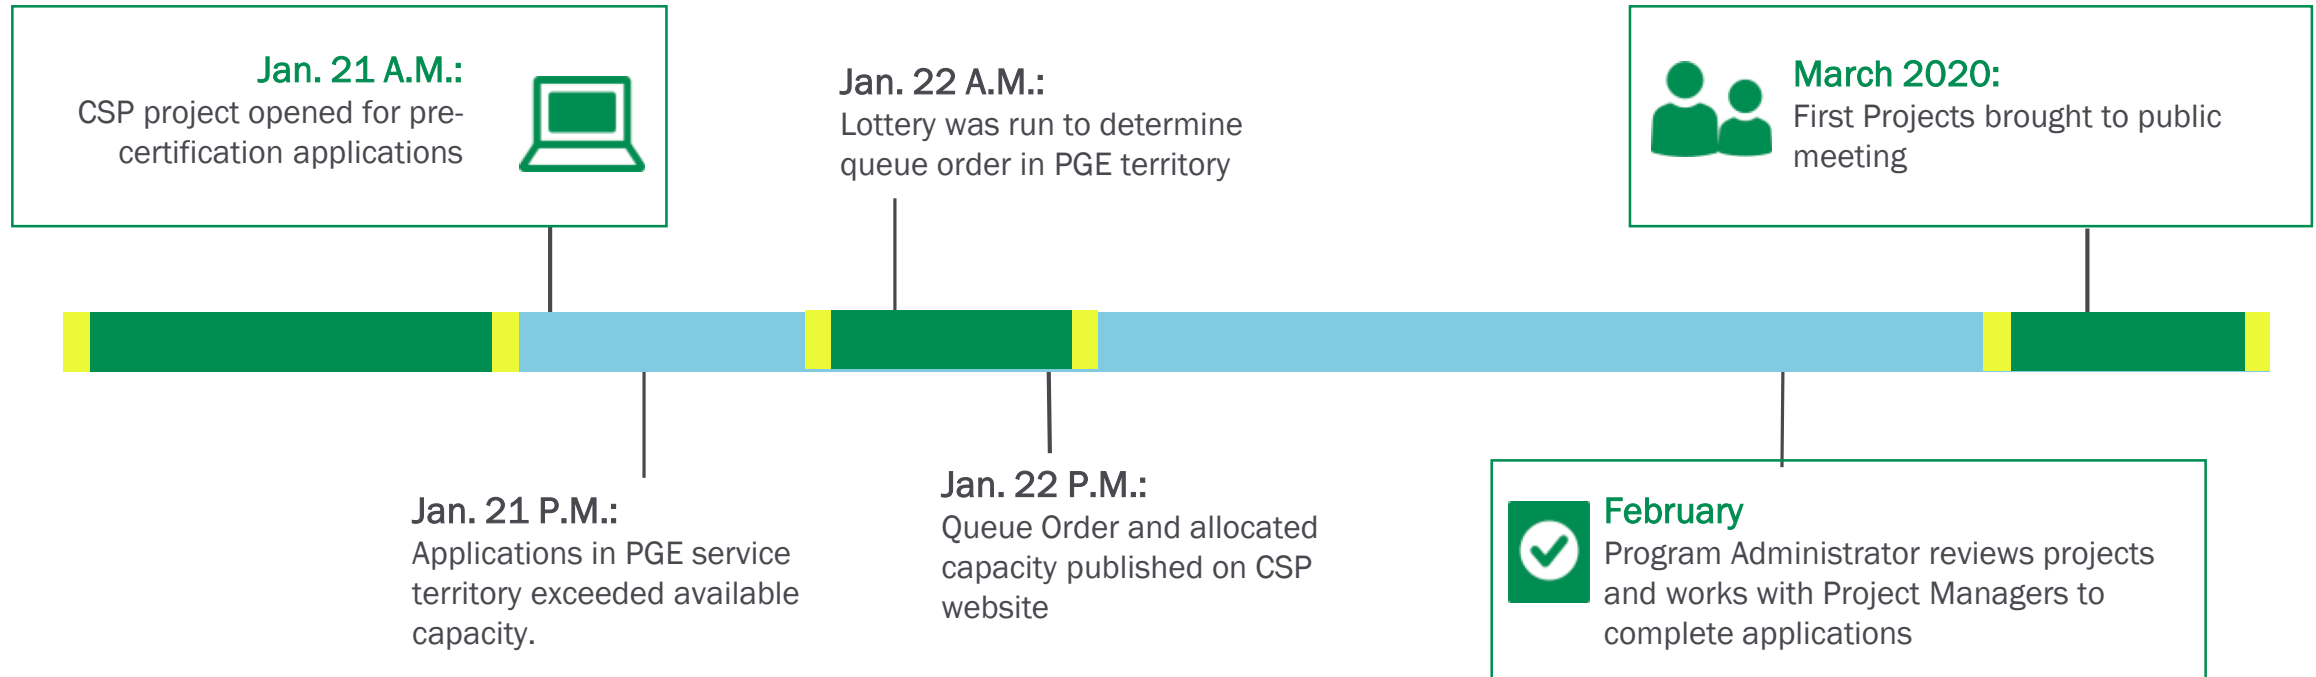 Jan. 21 A.M.:
CSP project opened for pre-
certification applications
Jan. 21 P.M.:
Applications in PGE service
territory exceeded available
capacity.
Jan. 22 A.M.:
Lottery was run to determine
queue order in PGE territory
Jan. 22 P.M.:
Queue Order and allocated
capacity published on CSP
website
February
Program Administrator reviews projects
and works with Project Managers to
complete applications
March 2020:
First Projects brought to public
meeting